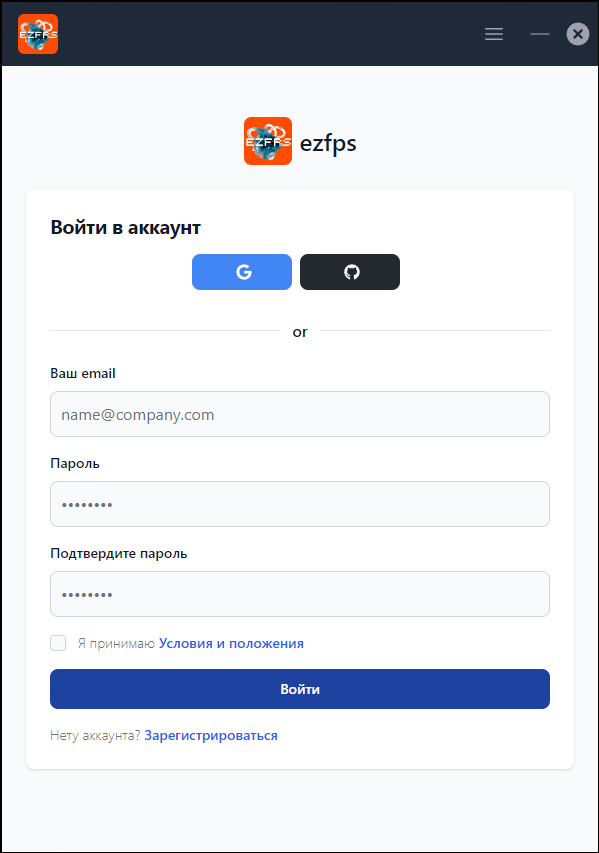 EZFPS
EZFPS
ezfps
Войти в аккаунт
G
or
Ваш email
name@company.com
Пароль
••••••••
Подтвердите пароль
••••••••
Я принимаю Условия и положения
Войти
Нету аккаунта? Зарегистрироваться